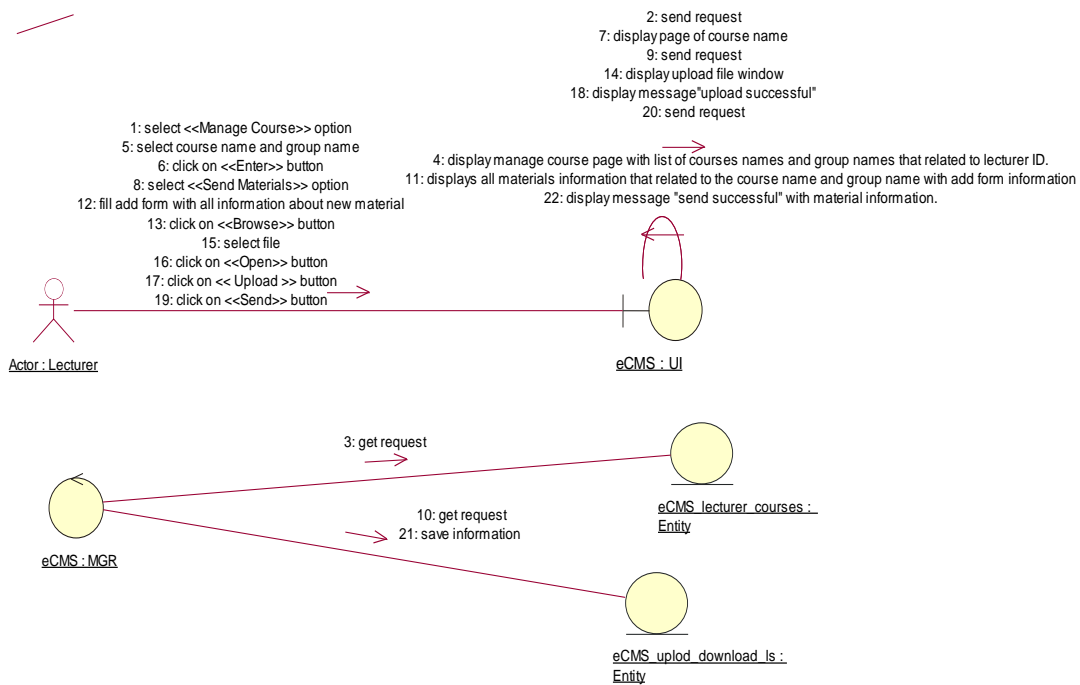 2: send request
7: display page of course name
9: send request
14: display upload file window
18: display message"upload successful"
20: send request
1: select <<Manage Course>> option
5: select course name and group name
6: click on <<Enter>> button
8: select <<Send Materials>> option
12: fill add form with all information about new material
13: click on <<Browse>> button
15: select file
16: click on <<Open>> button
17: click on << Upload >> button
19: click on <<Send>> button
4: display manage course page with list of courses names and group names that related to lecturer ID.
11: displays all materials information that related to the course name and group name with add form information
22: display message "send successful" with material information.
Actor : Lecturer
eCMS : UI
3: get request
10: get request
21: save information
eCMS : MGR
eCMS_lecturer_courses :
Entity
eCMS_uplod_download_ls :
Entity